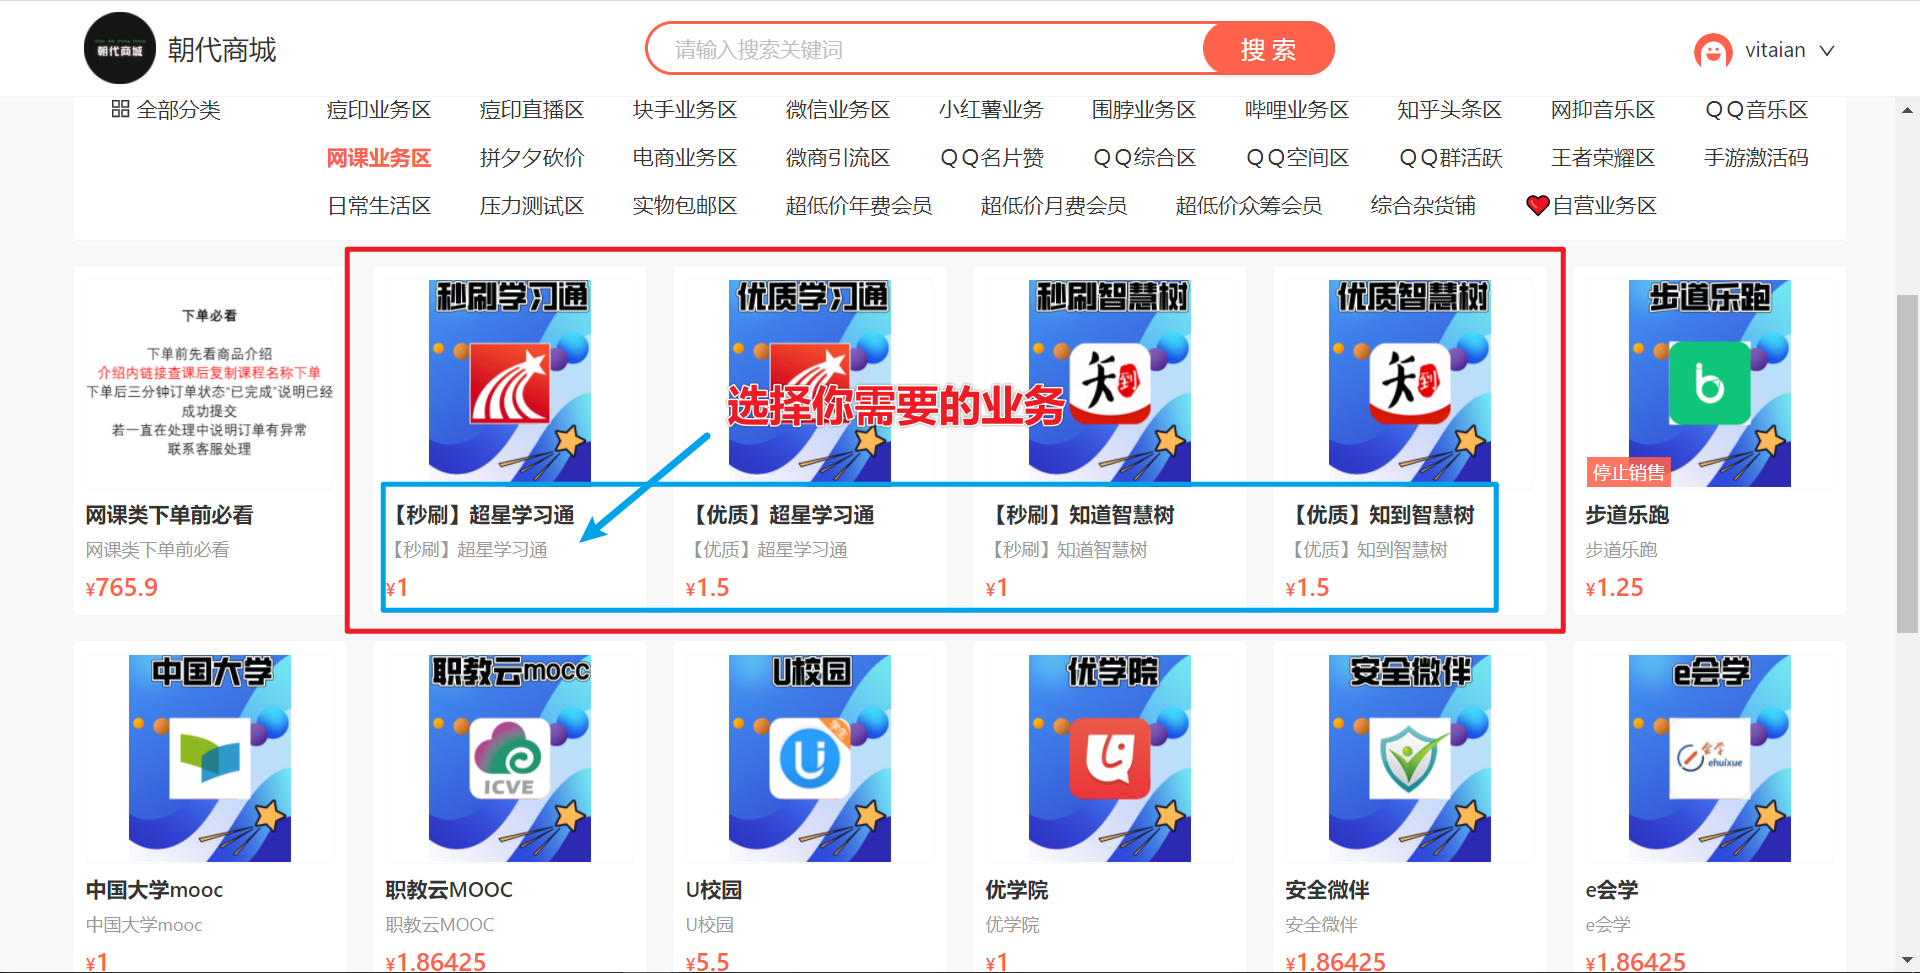 朝代商城
朝代商城
请输入搜索关键词
搜 索
vitaian
全部分类
痘印业务区
痘印直播区
块手业务区
微信业务区
小红薯业务
围脖业务区
哔哩业务区
知乎头条区
网抑音乐区
ＱＱ音乐区
网课业务区
拼夕夕砍价
电商业务区
微商引流区
ＱＱ名片赞
ＱＱ综合区
ＱＱ空间区
ＱＱ群活跃
王者荣耀区
手游激活码
日常生活区
压力测试区
实物包邮区
超低价年费会员
超低价月费会员
超低价众筹会员
综合杂货铺
自营业务区
下单必看
下单前先看商品介绍
介绍内链接查课后复制课程名称下单
下单后三分钟订单状态“已完成”说明已经
成功提交
若一直在处理中说明订单有异常
联系客服处理
网课类下单前必看
网课类下单前必看
¥765.9
秒刷学习通
【秒刷】超星学习通
【秒刷】超星学习通
¥1
优质学习通
【优质】超星学习通
【优质】超星学习通
¥1.5
秒刷智慧树
知到
【秒刷】知道智慧树
【秒刷】知道智慧树
¥1
优质智慧树
知到
【优质】知到智慧树
【优质】知到智慧树
¥1.5
步道乐跑
停止销售
步道乐跑
步道乐跑
¥1.25
选择你需要的业务
中国大学
中国大学mooc
中国大学mooc
¥1
职教云mocc
ICVE
职教云MOOC
职教云MOOC
¥1.86425
U校园
学生
U校园
U校园
¥5.5
优学院
优学院
优学院
¥1
安全微伴
安全微伴
安全微伴
¥1.86425
e会学
会学
ehuixue
e会学
e会学
¥1.86425